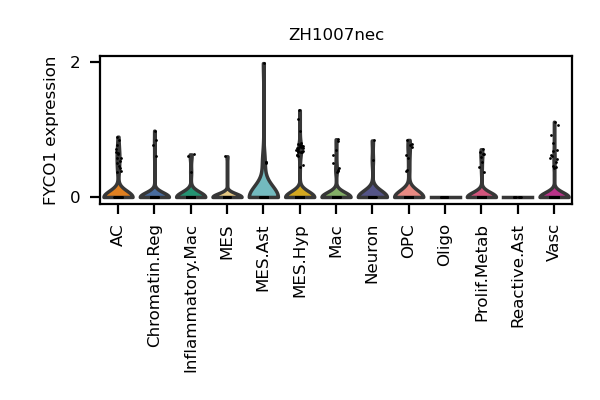 ZH1007nec
FYCO1 expression
2
0
AC
Chromatin.Reg
Inflammatory.Mac
MES
MES.Ast
MES.Hyp
Mac
Neuron
OPC
Oligo
Prolif.Metab
Reactive.Ast
Vasc